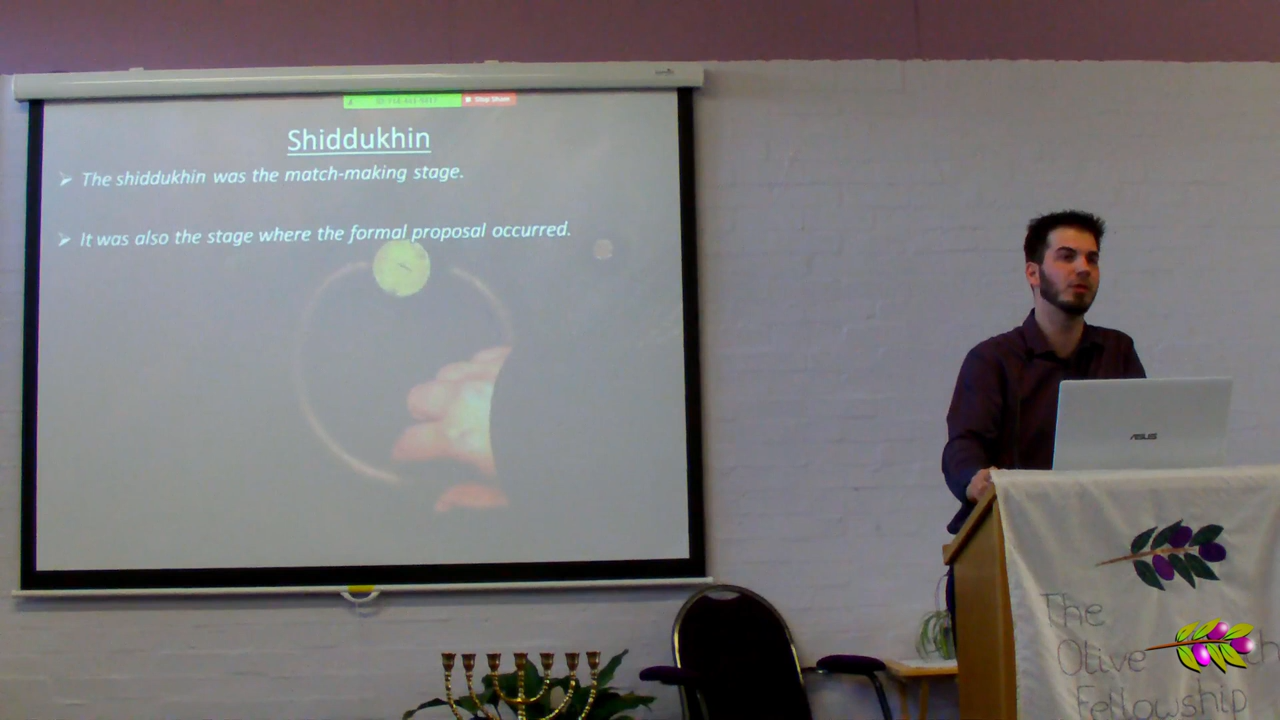 Stop Share
Shiddukhin
➢ The shiddukhin was the match-making stage.
➢ It was also the stage where the formal proposal occurred.
ASUS
The
Olive
Fellowship